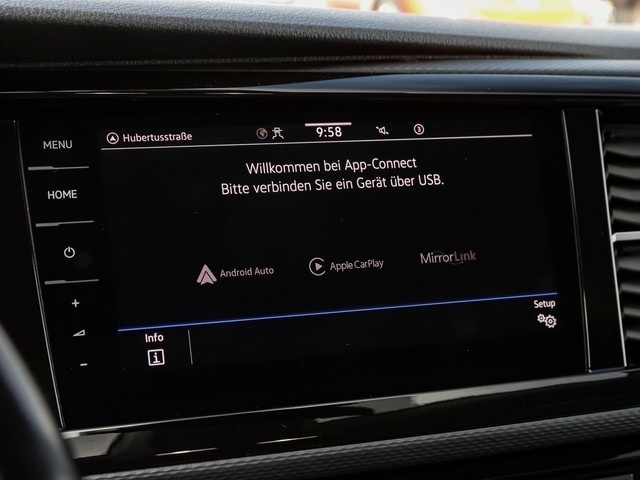 MENU
HOME
+
-
Hubertusstraße
9:58
3
Willkommen bei App-Connect
Bitte verbinden Sie ein Gerät über USB.
Android Auto
Apple CarPlay
MirrorLink
Info
i
Setup